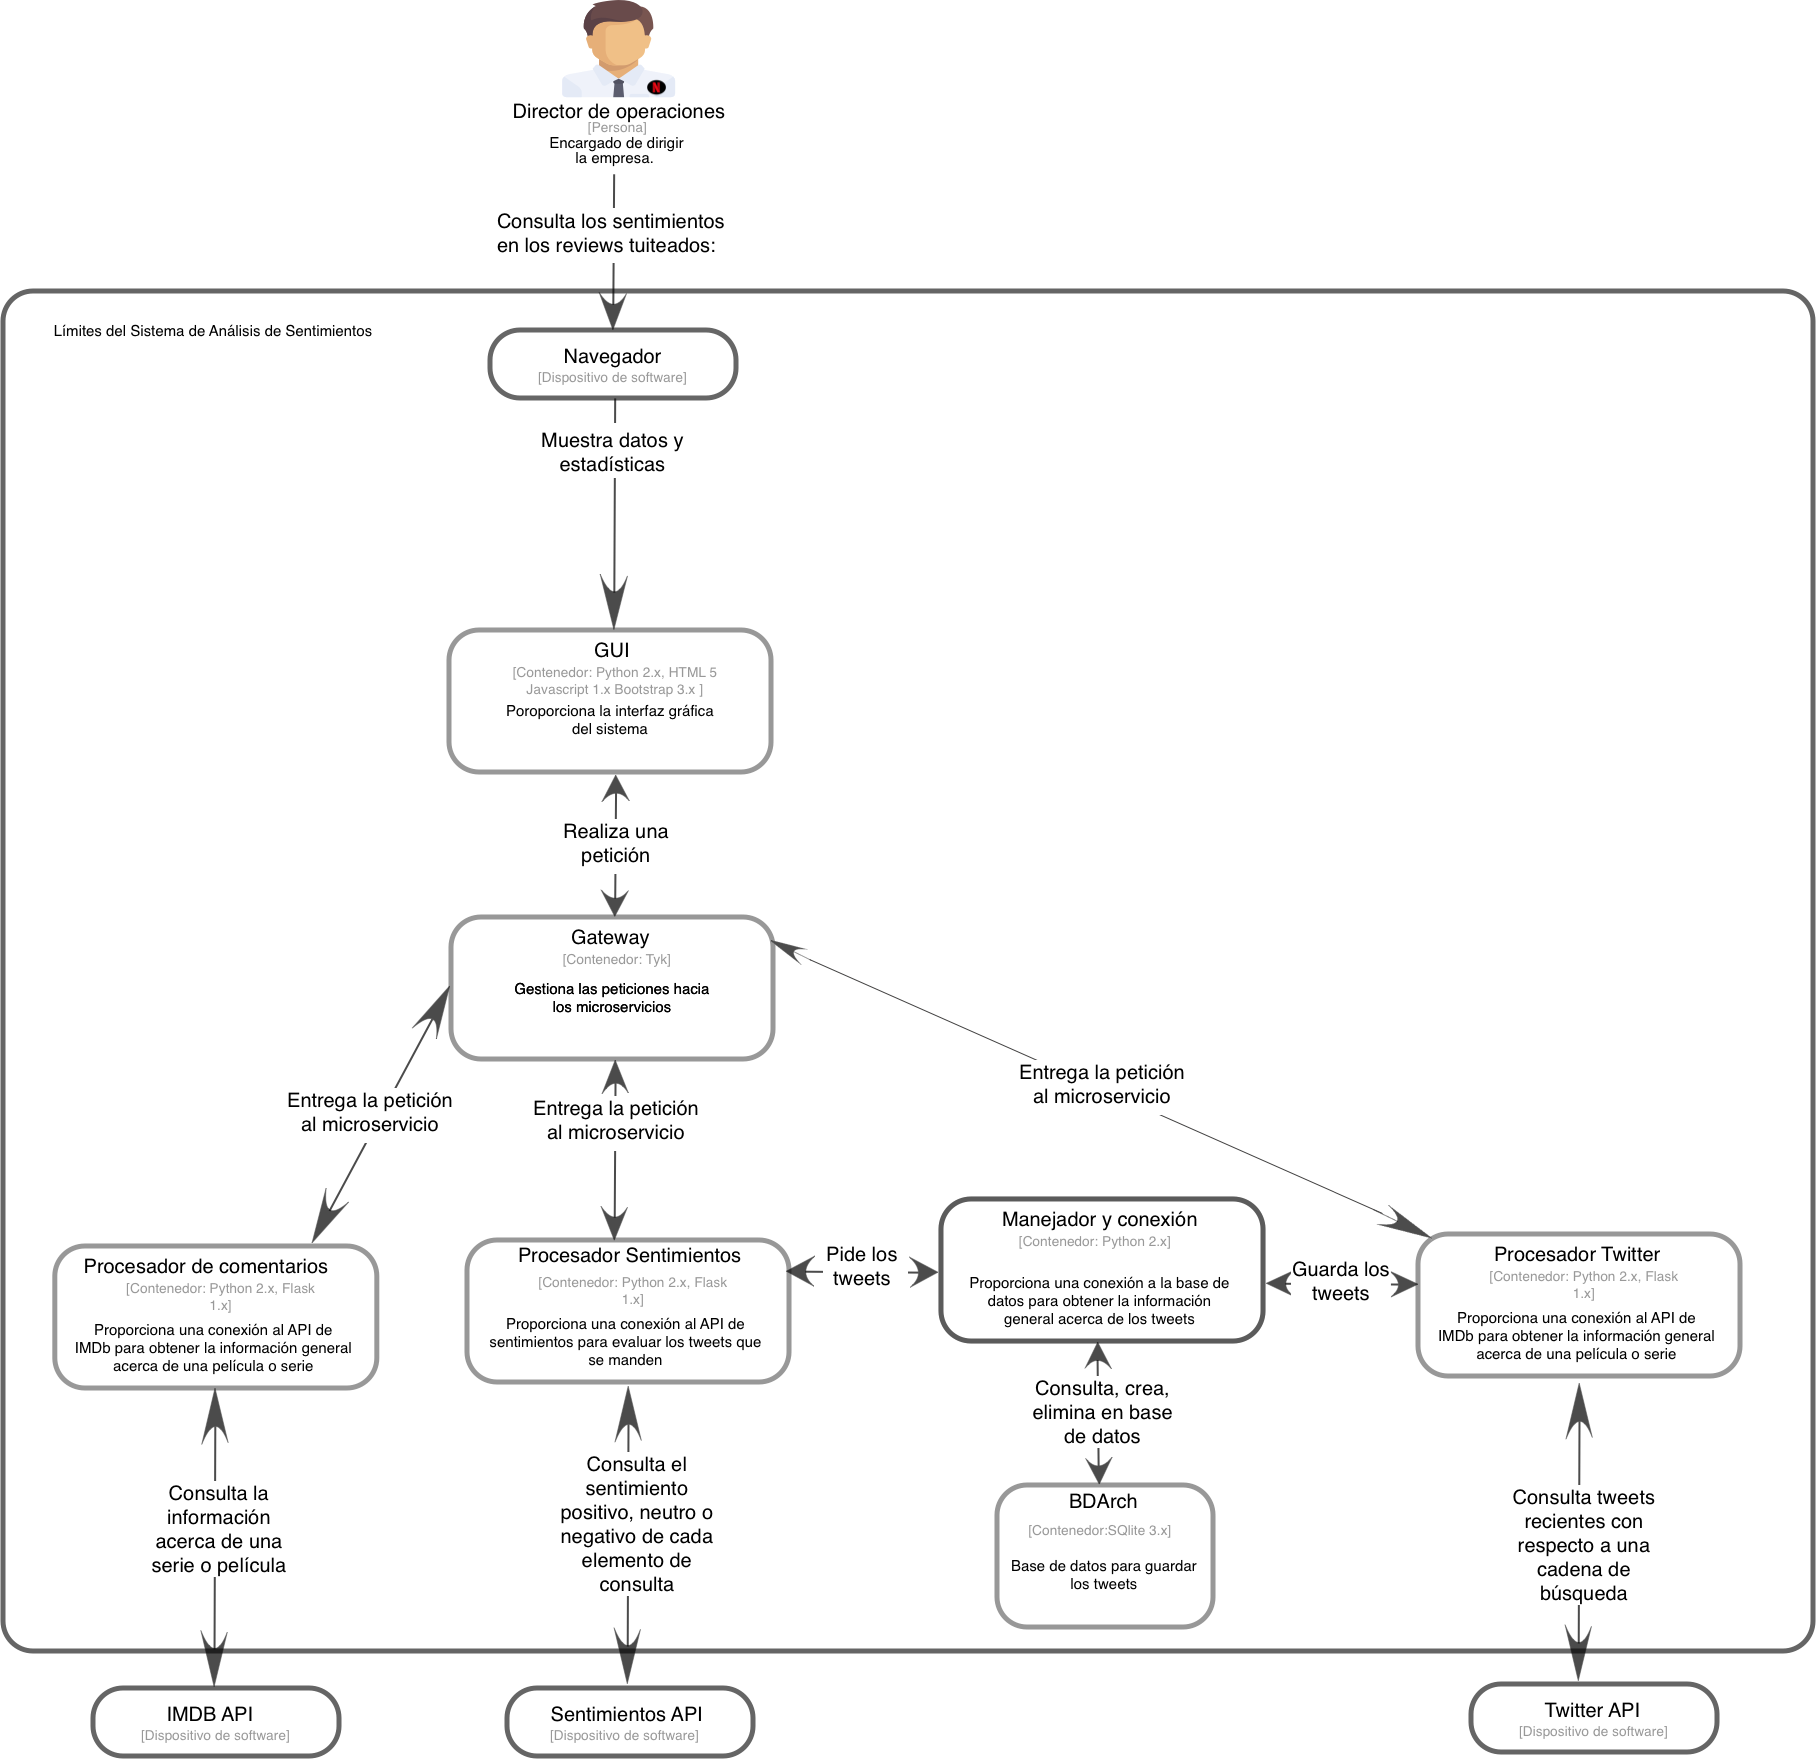 N
Director de operaciones
[Persona]
Encargado de dirigir
la empresa.
Consulta los sentimientos
en los reviews tuiteados:
Límites del Sistema de Análisis de Sentimientos
Navegador
[Dispositivo de software]
Muestra datos y
estadísticas
GUI
[Contenedor: Python 2.x, HTML 5
Javascript 1.x Bootstrap 3.x ]
Poroporciona la interfaz gráfica
del sistema
Realiza una
petición
Gateway
[Contenedor: Tyk]
Gestiona las peticiones hacia
los microservicios
Entrega la petición
al microservicio
Entrega la petición
al microservicio
Entrega la petición
al microservicio
Procesador de comentarios
[Contenedor: Python 2.x, Flask
1.x]
Proporciona una conexión al API de
IMDb para obtener la información general
acerca de una película o serie
Procesador Sentimientos
[Contenedor: Python 2.x, Flask
1.x]
Proporciona una conexión al API de
sentimientos para evaluar los tweets que
se manden
Pide los
tweets
Manejador y conexión
[Contenedor: Python 2.x]
Proporciona una conexión a la base de
datos para obtener la información
general acerca de los tweets
Guarda los
tweets
Procesador Twitter
[Contenedor: Python 2.x, Flask
1.x]
Proporciona una conexión al API de
IMDb para obtener la información general
acerca de una película o serie
Consulta la
información
acerca de una
serie o película
Consulta el
sentimiento
positivo, neutro o
negativo de cada
elemento de
consulta
Consulta, crea,
elimina en base
de datos
BDArch
[Contenedor:SQlite 3.x]
Base de datos para guardar
los tweets
Consulta tweets
recientes con
respecto a una
cadena de
búsqueda
IMDB API
[Dispositivo de software]
Sentimientos API
[Dispositivo de software]
Twitter API
[Dispositivo de software]